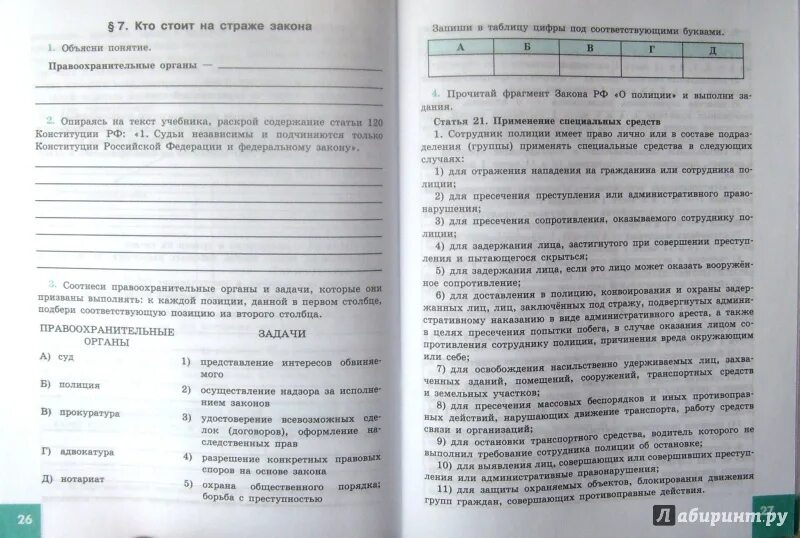 § 7. Кто стоит на страже закона
1. Объясни понятие.
Правоохранительные органы —
2. Опираясь на текст учебника, раскрой содержание статьи 120
Конституции РФ: «1. Судьи независимы и подчиняются только
Конституции Российской Федерации и федеральному закону».
3. Соотнеси правоохранительные органы и задачи, которые они
призваны выполнять: к каждой позиции, данной в первом столбце,
подбери соответствующую позицию из второго столбца.
ПРАВООХРАНИТЕЛЬНЫЕ ОРГАНЫ
ЗАДАЧИ
А) суд
Б) полиция
В) прокуратура
Г) адвокатура
Д) нотариат
1) представление интересов обвиняе-
мого
2) осуществление надзора за исполне-
нием законов
3) удостоверение всевозможных сде-
лок (договоров), оформление на-
следственных прав
4) разрешение конкретных правовых
споров на основе закона
5) охрана общественного порядка;
борьба с преступностью
26
Запиши в таблицу цифры под соответствующими буквами.
А Б В Г Д
4. Прочитай фрагмент Закона РФ «О полиции» и выполни за-
дания.
Статья 21. Применение специальных средств
1. Сотрудник полиции имеет право лично или в составе подраз-
деления (группы) применять специальные средства в следующих
случаях:
1) для отражения нападения на гражданина или сотрудника по-
лиции;
2) для пресечения преступления или административного право-
нарушения;
3) для пресечения сопротивления, оказываемого сотруднику по-
лиции;
4) для задержания лица, застигнутого при совершении преступ-
ления и пытающегося скрыться;
5) для задержания лица, если это лицо может оказать вооружён-
ное сопротивление;
6) для доставления в полицию, конвоирования и охраны задер-
жанных лиц, лиц, заключённых под стражу, подвергнутых админи-
стративному наказанию в виде административного ареста, а также
в целях пресечения попытки побега, в случае оказания лицом со-
противления сотруднику полиции, причинения вреда окружающим
или себе;
7) для освобождения насильственно удерживаемых лиц, захва-
ченных зданий, помещений, сооружений, транспортных средств
и земельных участков;
8) для пресечения массовых беспорядков и иных противоправ-
ных действий, нарушающих движение транспорта, работу средств
связи и организаций;
9) для остановки транспортного средства, водитель которого не
выполнил требование сотрудника полиции об остановке;
10) для выявления лиц, совершающих или совершивших преступ-
ления или административные правонарушения;
11) для защиты охраняемых объектов, блокирования движения
групп граждан, совершающих противоправные действия.
27
Лабиринт.ру